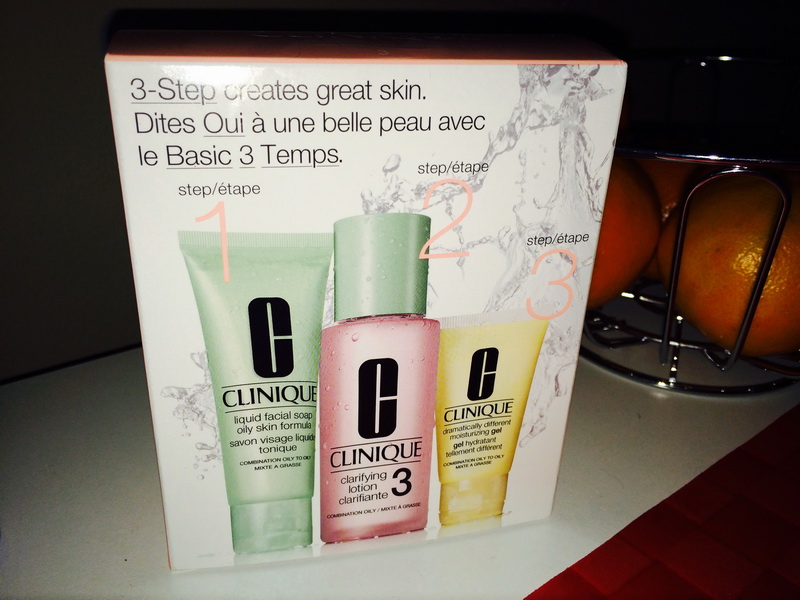 3-Step creates great skin.
Dites Oui à une belle peau avec
le Basic 3 Temps.
step/étape
1
step/étape
2
step/étape
3
C
CLINIQUE
liquid facial soap
oily skin formula
savon visage liquide
tonique
COMBINATION OILY TO OILY
MIXTE À GRASSE
C
CLINIQUE
clarifying
lotion
clarifiante 3
COMBINATION OILY / MIXTE À GRASSE
C
CLINIQUE
dramatically different
moisturizing gel
gel hydratant
tellement différent
COMBINATION OILY TO OILY
MIXTE À GRASSE